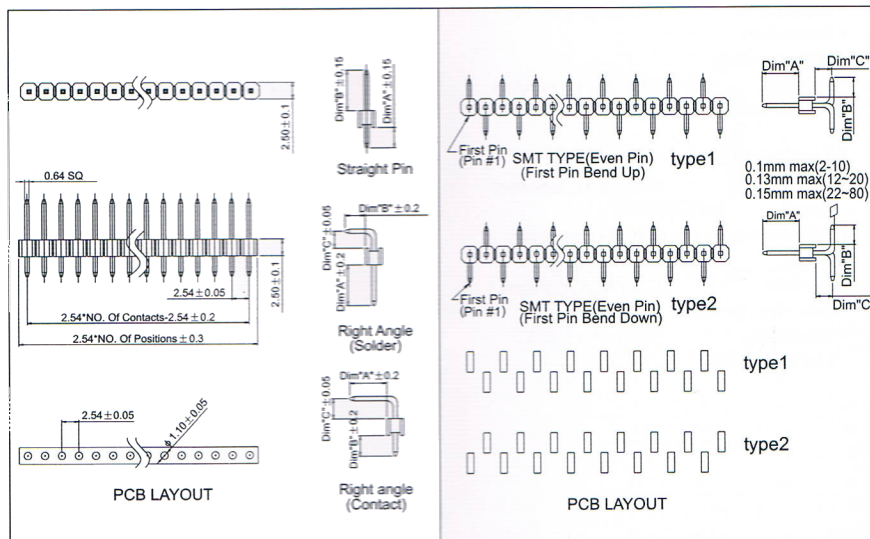 2.50±0.1
Dim"B"±0.15
Dim"A"±0.15
Straight Pin
0.64 SQ
2.54±0.05
2.50±0.1
2.54*NO. Of Contacts-2.54±0.2
2.54*NO. Of Positions±0.3
Dim"B"±0.2
Dim"C"±0.05
Dim"A"±0.2
Right Angle
(Solder)
2.54±0.05
φ1.10±0.05
PCB LAYOUT
Dim"A"±0.2
Dim"C"±0.05
Dim"B"±0.2
Right angle
(Contact)
First Pin
(Pin #1)
SMT TYPE(Even Pin)
(First Pin Bend Up)
type1
Dim"A"
Dim"C"
Dim"B"
0.1mm max(2-10)
0.13mm max(12~20)
0.15mm max(22~80)
First Pin
(Pin #1)
SMT TYPE(Even Pin)
(First Pin Bend Down)
type2
Dim"A"
Dim"B"
Dim"C
type1
type2
PCB LAYOUT